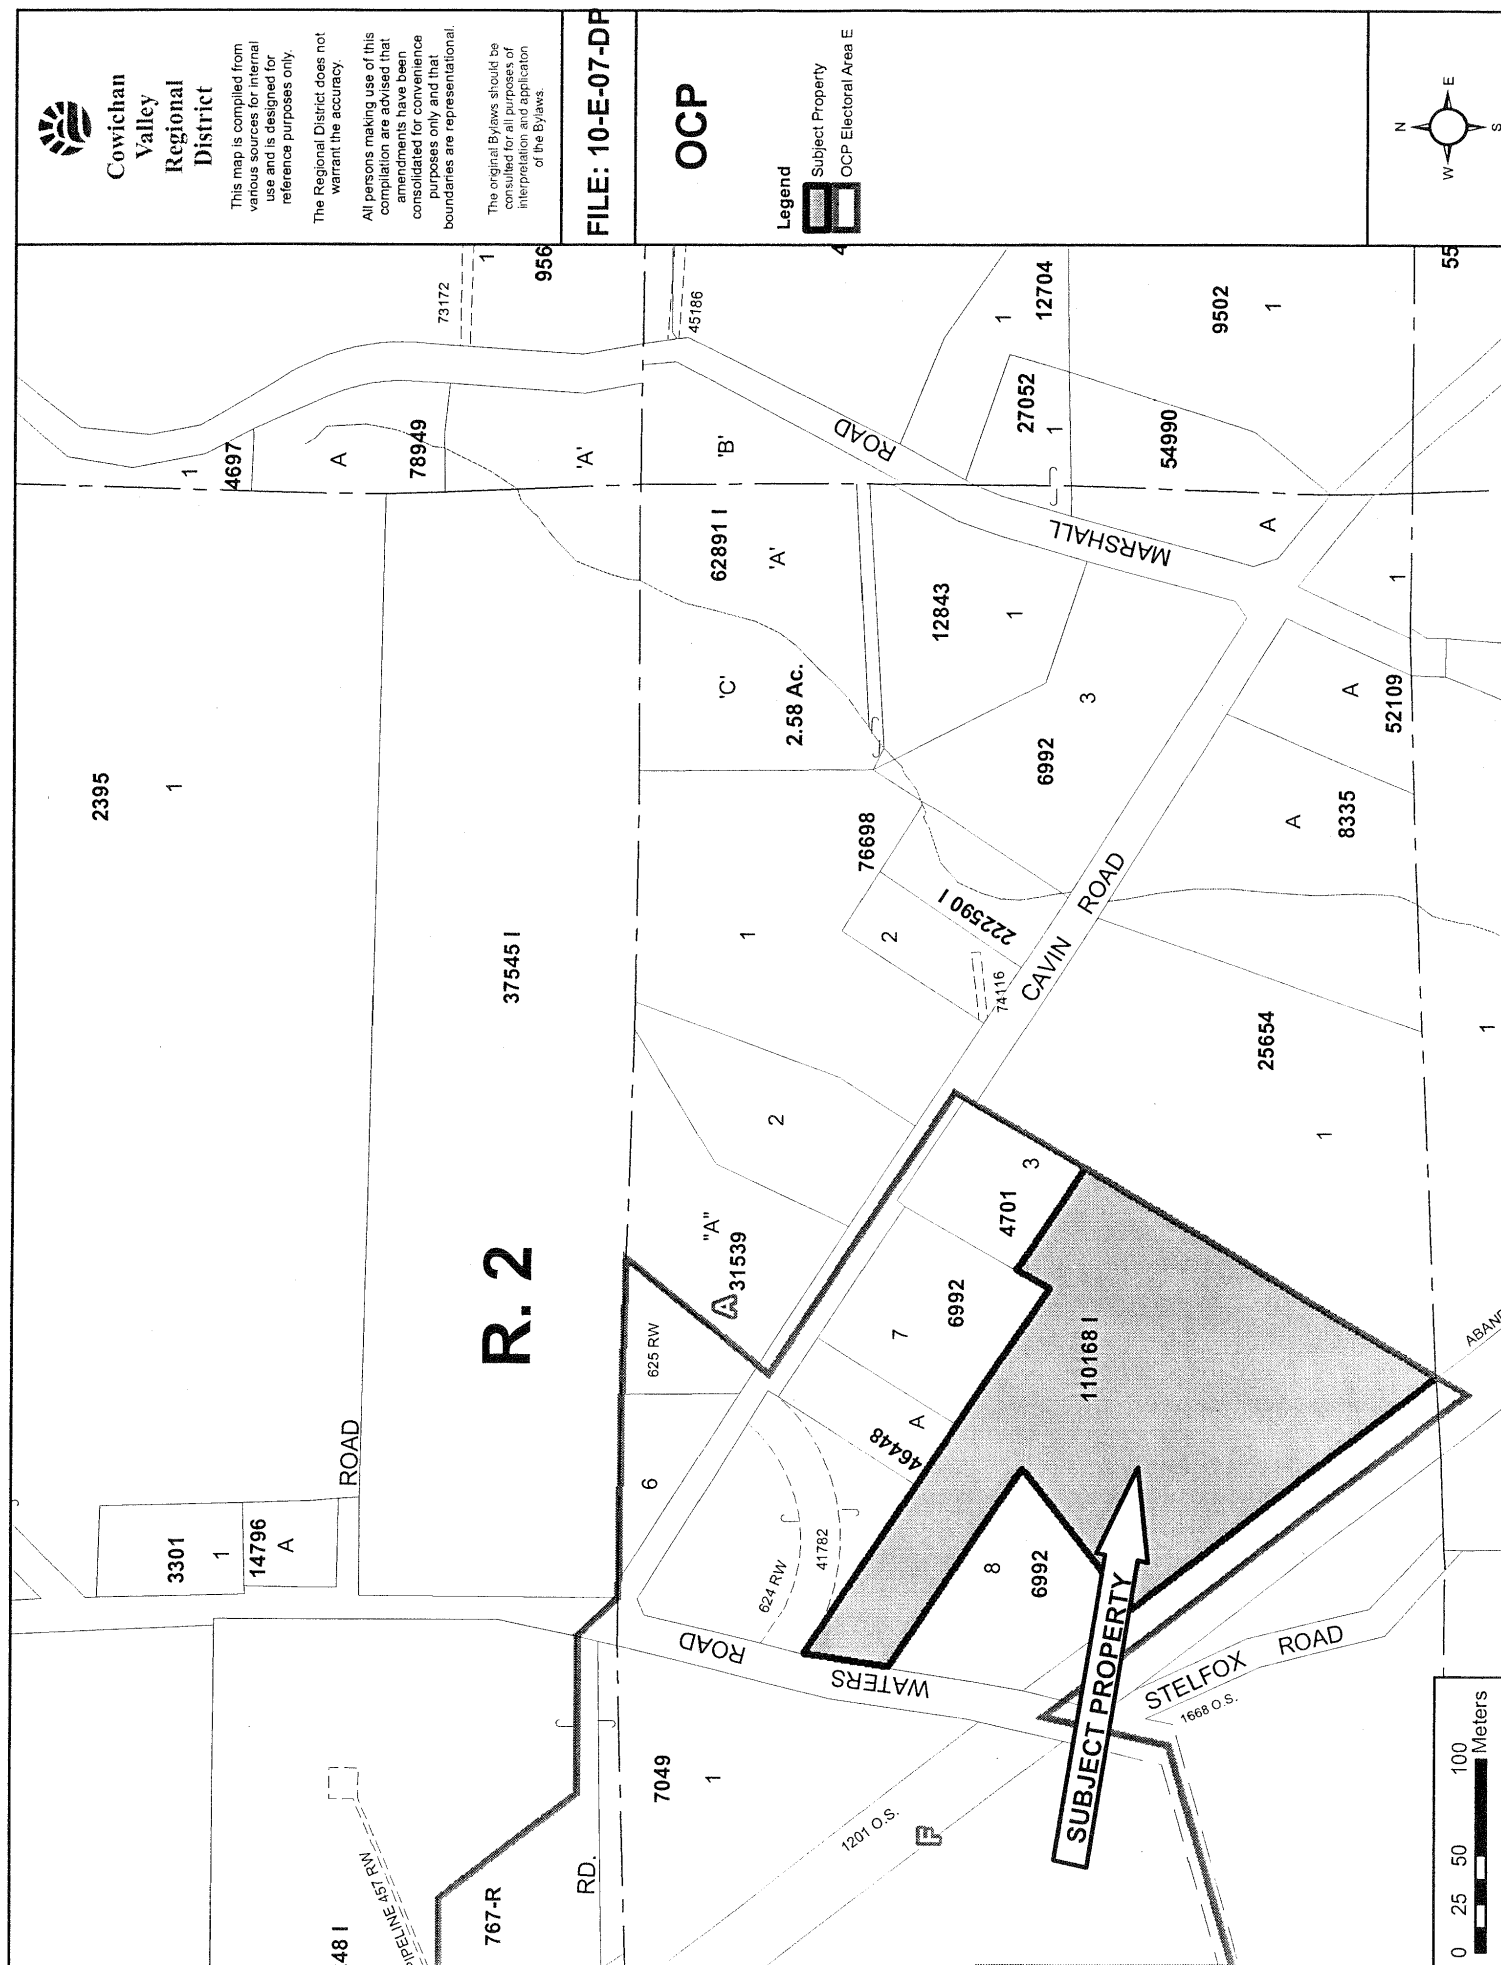 Cowichan
Valley
Regional
District
This map is compiled from
various sources for internal
use and is designed for
reference purposes only.
The Regional District does not
warrant the accuracy.
All persons making use of this
compilation are advised that
amendments have been
consolidated for convenience
purposes only and that
boundaries are representational.
The original Bylaws should be
consulted for all purposes of
interpretation and applicaton
of the Bylaws.
FILE: 10-E-07-DP
OCP
Legend
Subject Property
OCP Electoral Area E
N
W
E
S
73172
1
956
45186
4
1
12704
9502
1
55
1
4697
A
78949
'A'
'B'
ROAD
27052
1
54990
MARSHALL
A
1
62891 I
'A'
'C'
2.58 Ac.
12843
1
3
6992
A
52109
A
8335
2395
1
37545 I
1
76698
2
222590 I
74116
CAVIN
ROAD
25654
1
1
2
R. 2
"A"
31539
A
625 RW
3
4701
6992
7
110168 I
ABAND
ROAD
3301
1
14796
A
6
A
46448
624 RW
41782
8
6992
ROAD
WATERS
SUBJECT PROPERTY
STELFOX
ROAD
1668 O.S.
7049
1
1201 O.S.
F
RD.
767-R
PIPELINE 457 RW
48 I
0
25
50
100
Meters